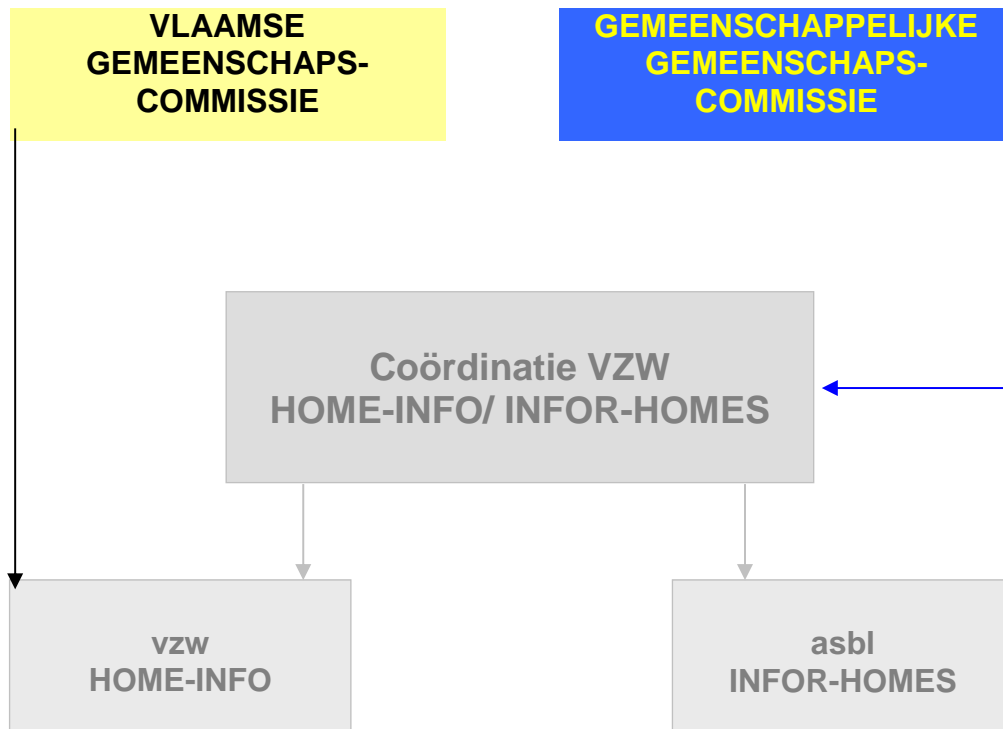 VLAAMSE
GEMEENSCHAPS-
COMMISSIE
GEMEENSCHAPPELIJKE
GEMEENSCHAPS-
COMMISSIE
Coördinatie VZW
HOME-INFO/ INFOR-HOMES
vzw
HOME-INFO
asbl
INFOR-HOMES